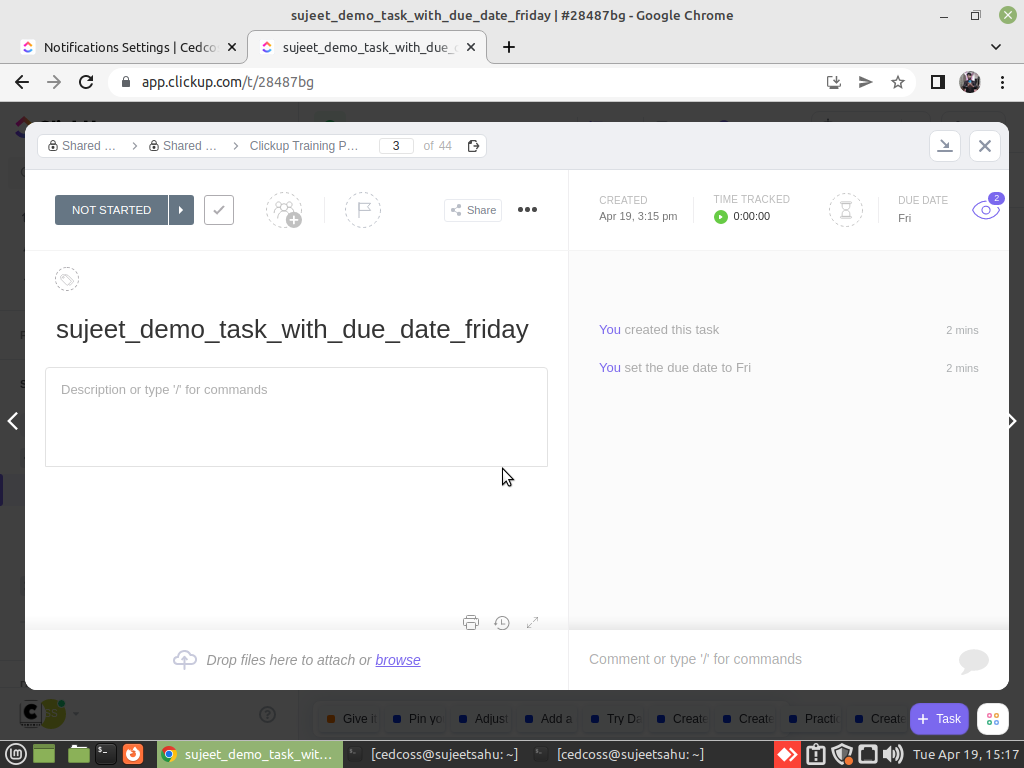 sujeet_demo_task_with_due_date_friday | #28487bg - Google Chrome
Notifications Settings | Cedco
sujeet_demo_task_with_due_
app.clickup.com/t/28487bg
Shared ...
Shared ...
Clickup Training P...
3
of 44
NOT STARTED
Share
CREATED
Apr 19, 3:15 pm
TIME TRACKED
0:00:00
DUE DATE
Fri
2
sujeet_demo_task_with_due_date_friday
Description or type '/' for commands
You created this task
2 mins
You set the due date to Fri
2 mins
Drop files here to attach or browse
Comment or type '/' for commands
Give i
Pin yo
Adjust
Add a
Try Da
Create
Create
Practi
Create
+ Task
sujeet_demo_task_wit...
[cedcoss@sujeetsahu: ~]
[cedcoss@sujeetsahu: ~]
Tue Apr 19, 15:17